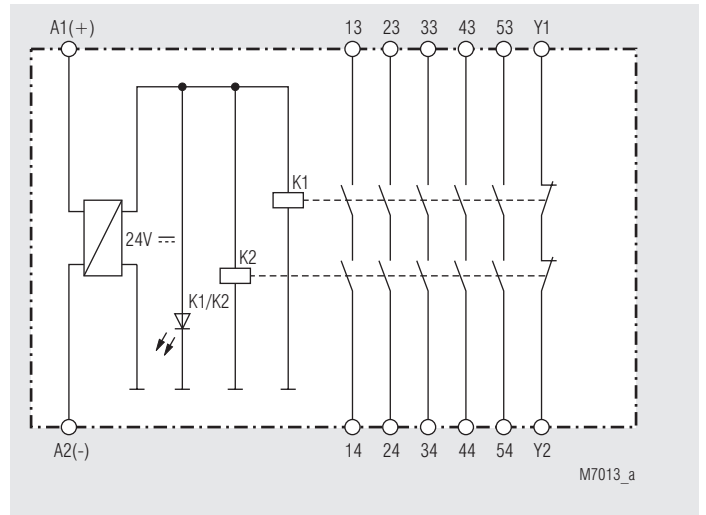 A1(+) 13 23 33 43 53 Y1
K1
24V
K2
K1/K2
A2(-) 14 24 34 44 54 Y2
M7013_a